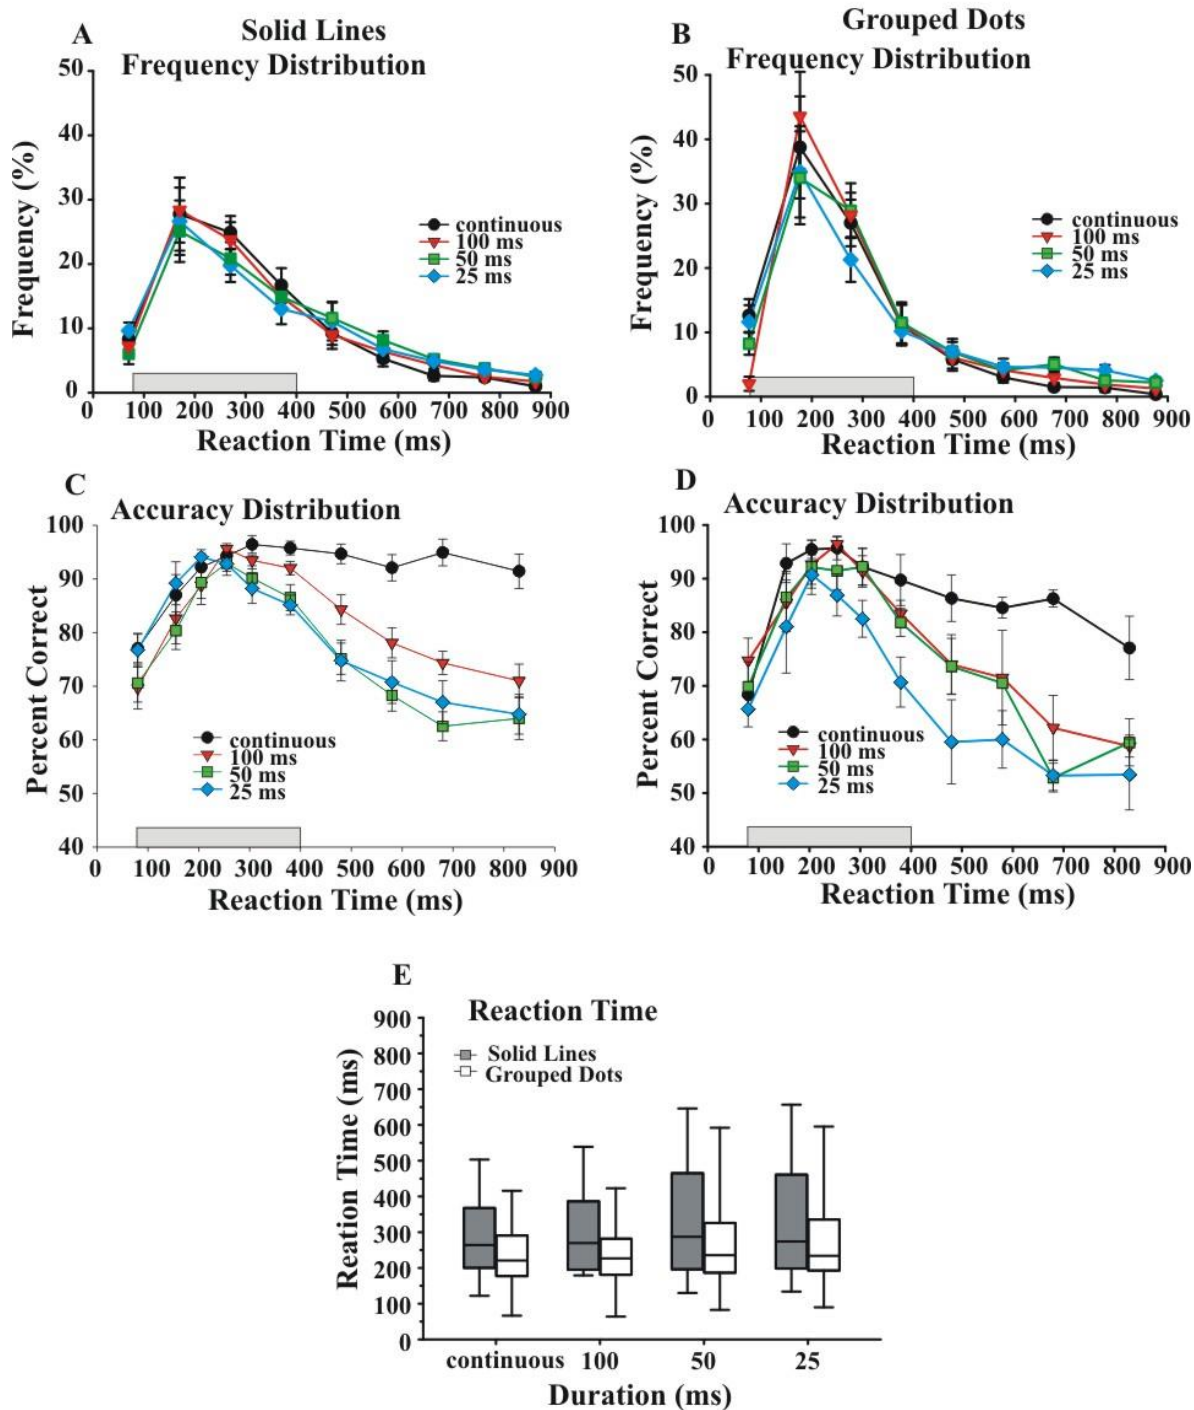 A
Solid Lines
Frequency Distribution
50
40
30
20
10
0
Frequency (%)
continuous
100 ms
50 ms
25 ms
0 100 200 300 400 500 600 700 800 900
Reaction Time (ms)
B
Grouped Dots
Frequency Distribution
50
40
30
20
10
0
Frequency (%)
continuous
100 ms
50 ms
25 ms
0 100 200 300 400 500 600 700 800 900
Reaction Time (ms)
C
Accuracy Distribution
100
90
80
70
60
50
40
Percent Correct
continuous
100 ms
50 ms
25 ms
0 100 200 300 400 500 600 700 800 900
Reaction Time (ms)
D
Accuracy Distribution
100
90
80
70
60
50
40
Percent Correct
continuous
100 ms
50 ms
25 ms
0 100 200 300 400 500 600 700 800 900
Reaction Time (ms)
E
Reaction Time
900
800
700
600
500
400
300
200
100
0
Reation Time (ms)
Solid Lines
Grouped Dots
continuous 100 50 25
Duration (ms)